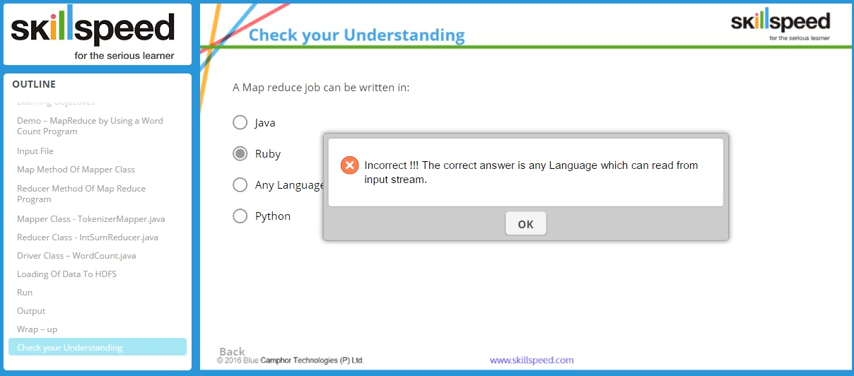 skillspeed
for the serious learner
OUTLINE
Learning Objectives
Demo – MapReduce by Using a Word
Count Program
Input File
Map Method Of Mapper Class
Reducer Method Of Map Reduce
Program
Mapper Class - TokenizerMapper.java
Reducer Class - IntSumReducer.java
Driver Class – WordCount.java
Loading Of Data To HDFS
Run
Output
Wrap – up
Check your Understanding
Check your Understanding
skillspeed
for the serious learner
A Map reduce job can be written in:
Java
Ruby
Any Language
Python
Incorrect !!! The correct answer is any Language which can read from
input stream.
OK
Back
© 2016 Blue Camphor Technologies (P) Ltd.
www.skillspeed.com